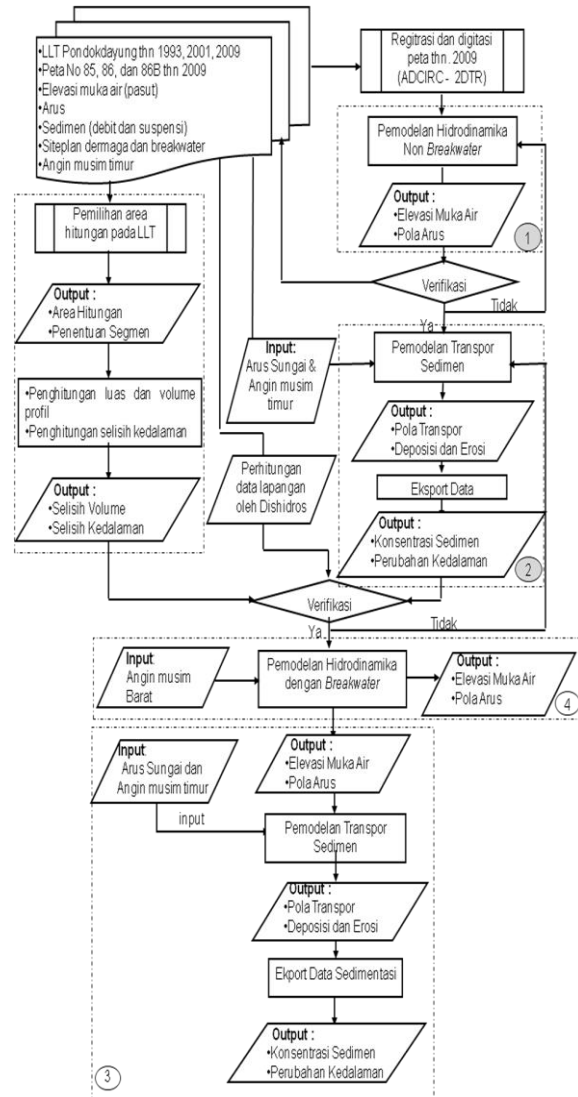 •LLT Pondokdayung thn 1993, 2001, 2009
•Peta No 85, 86, dan 86B thn 2009
•Elevasi muka air (pasut)
•Arus
•Sedimen (debit dan suspensi)
•Siteplan dermaga dan breakwater
•Angin musim timur
Regitrasi dan digitasi
peta thn. 2009
(ADCIRC - 2DTR)
Pemodelan Hidrodinamika
Non Breakwater
Output :
•Elevasi Muka Air
•Pola Arus
1
Verifikasi
Tidak
Ya
Pemilihan area
hitungan pada LLT
Output :
•Area Hitungan
•Penentuan Segmen
•Penghitungan luas dan volume
profil
•Penghitungan selisih kedalaman
Output :
•Selisih Volume
•Selisih Kedalaman
Input:
Arus Sungai &
Angin musim
timur
Perhitungan
data lapangan
oleh Dishidros
Pemodelan Transpor
Sedimen
Output :
•Pola Transpor
•Deposisi dan Erosi
Eksport Data
Output :
•Konsentrasi Sedimen
•Perubahan Kedalaman
2
Verifikasi
Tidak
Ya
Input:
Angin musim
Barat
Pemodelan Hidrodinamika
dengan Breakwater
Output :
•Elevasi Muka Air
•Pola Arus
4
Input:
Arus Sungai dan
Angin musim timur
input
Output :
•Elevasi Muka Air
•Pola Arus
Pemodelan Transpor
Sedimen
Output :
•Pola Transpor
•Deposisi dan Erosi
Ekport Data Sedimentasi
Output :
•Konsentrasi Sedimen
•Perubahan Kedalaman
3